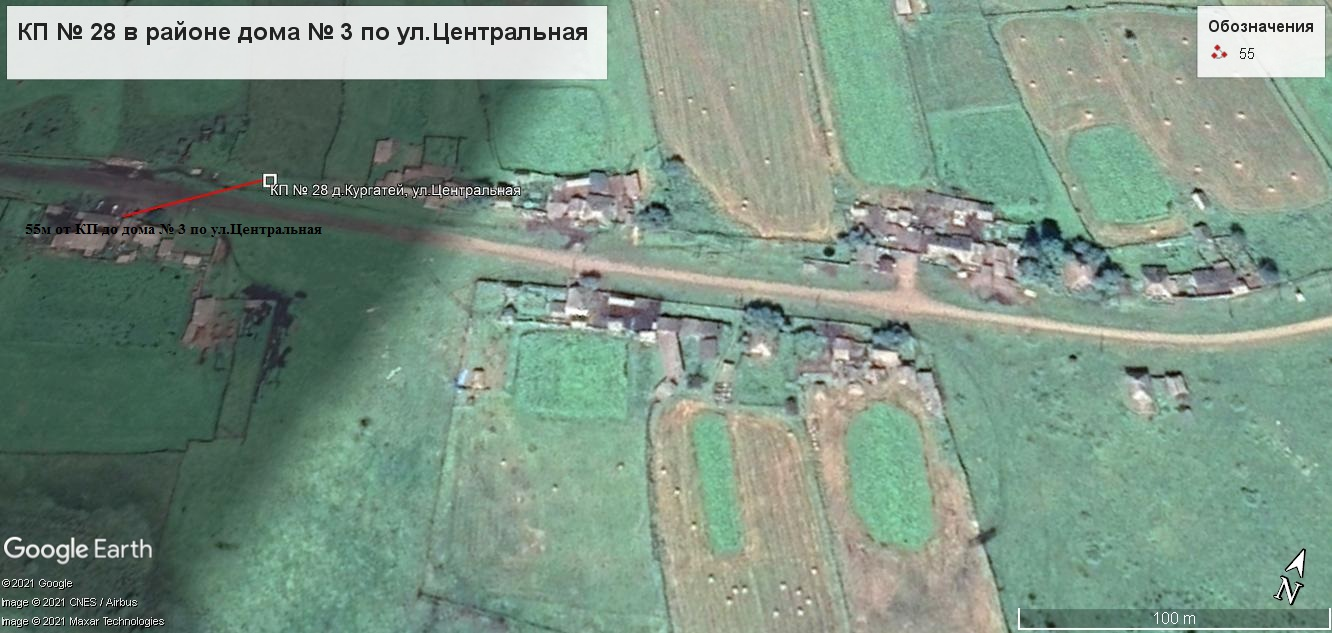 КП № 28 в районе дома № 3 по ул.Центральная
Обозначения
55
КП № 28 д.Кургатей, ул.Центральная
55м от КП до дома № 3 по ул.Центральная
Google Earth
©2021 Google
Image © 2021 CNES / Airbus
Image © 2021 Maxar Technologies
N
100 m